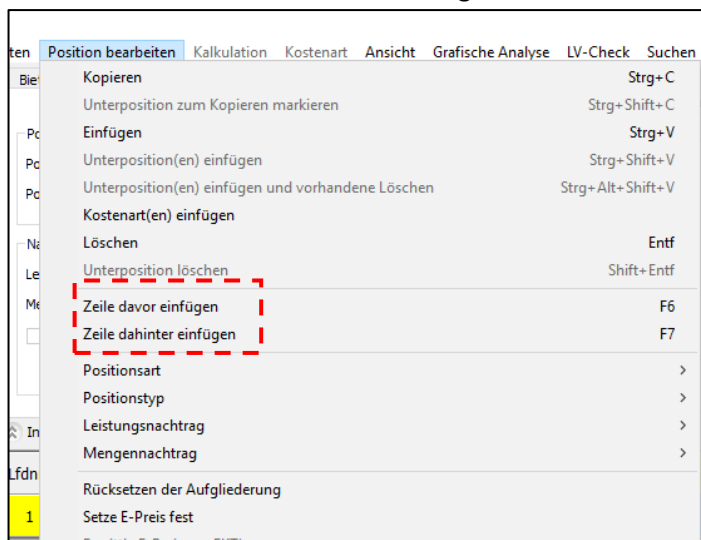 ten Position bearbeiten Kalkulation Kostenart Ansicht Grafische Analyse LV-Check Suchen
Kopieren Strg+C
Unterposition zum Kopieren markieren Strg+Shift+C
Einfügen Strg+V
Unterposition(en) einfügen Strg+Shift+V
Unterposition(en) einfügen und vorhandene Löschen Strg+Alt+Shift+V
Kostenart(en) einfügen
Löschen Entf
Unterposition löschen Shift+Entf
Zeile davor einfügen F6
Zeile dahinter einfügen F7
Positionsart
Positionstyp
Leistungsnachtrag
Mengennachtrag
In
Lfdn
Rücksetzen der Aufgliederung
1 Setze E-Preis fest